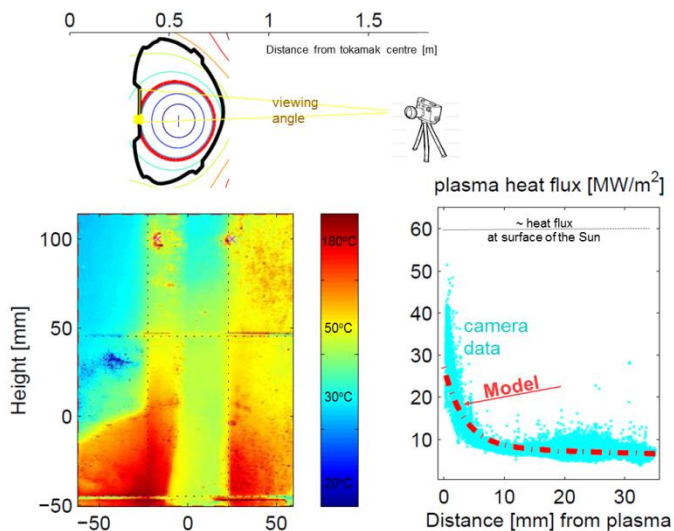 0 0.5 1.0 1.5
Distance from tokamak centre [m]
viewing
angle
plasma heat flux [MW/m²]
Height [mm]
100
50
0
−50
−50 0 50
180°C
50°C
30°C
20°C
60
50
40
30
20
10
~ heat flux
at surface of the Sun
camera
data
Model
0 10 20 30
Distance [mm] from plasma